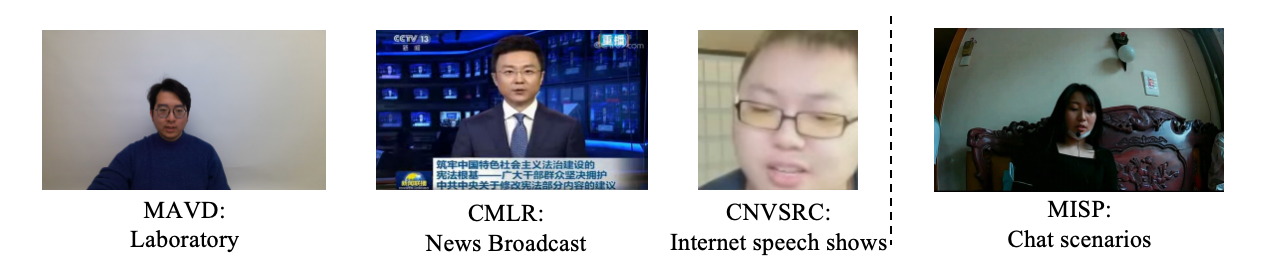 CCTV 13
新闻
重播
.com
筑牢中国特色社会主义法治建设的
宪法根基——广大干部群众坚决拥护
中共中央关于修改宪法部分内容的建议
新闻联播
MAVD:
Laboratory
CMLR:
News Broadcast
CNVSRC:
Internet speech shows
MISP:
Chat scenarios